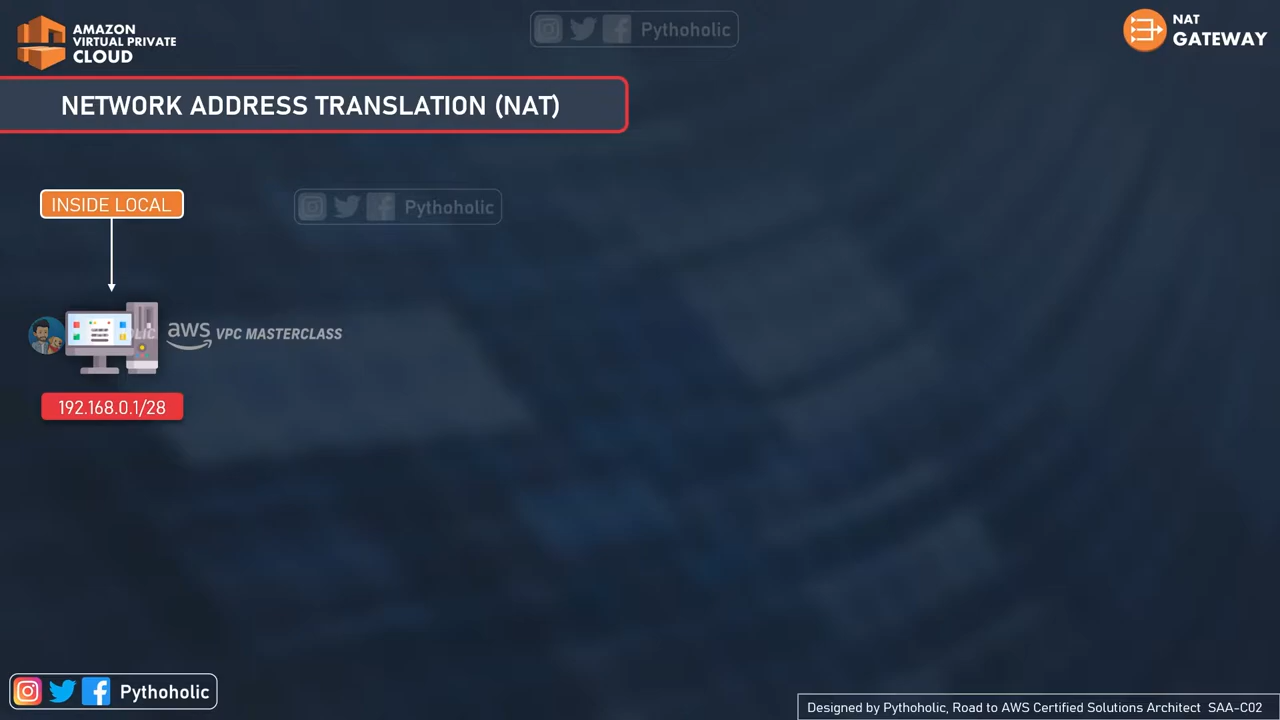 AMAZON
VIRTUAL PRIVATE
CLOUD
Pythoholic
NAT
GATEWAY
NETWORK ADDRESS TRANSLATION (NAT)
INSIDE LOCAL
Pythoholic
aws VPC MASTERCLASS
192.168.0.1/28
Pythoholic
Designed by Pythoholic, Road to AWS Certified Solutions Architect SAA-C02